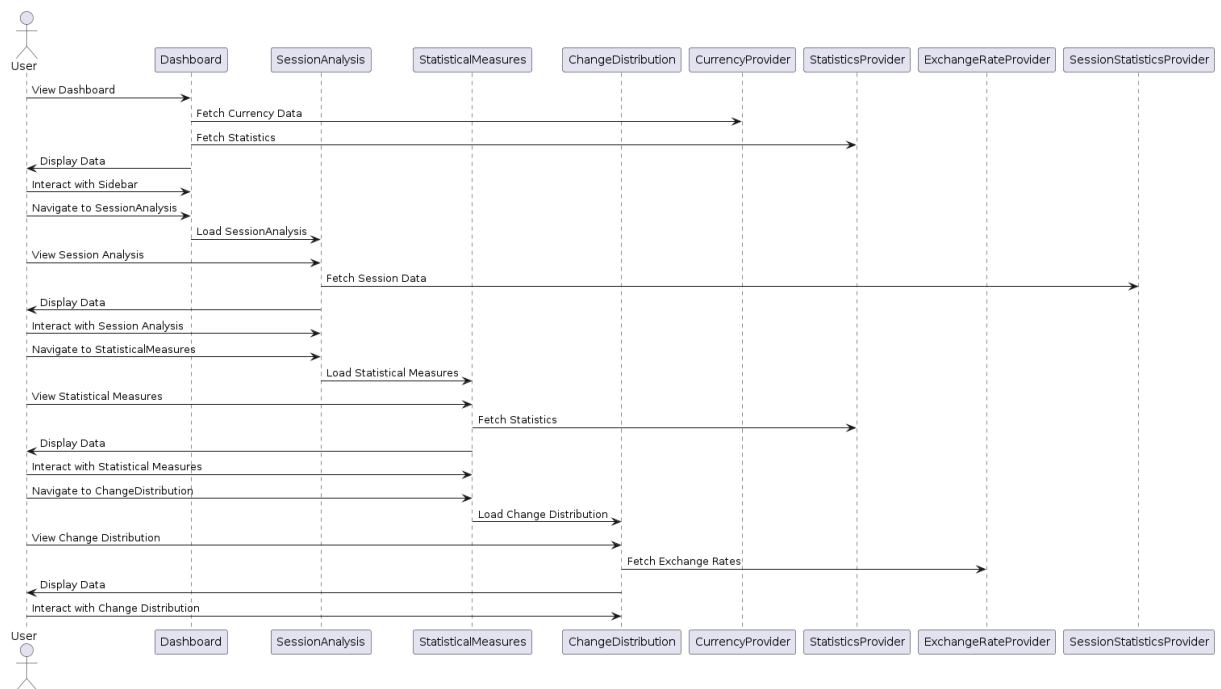 User
Dashboard SessionAnalysis StatisticalMeasures ChangeDistribution CurrencyProvider StatisticsProvider ExchangeRateProvider SessionStatisticsProvider
View Dashboard
Fetch Currency Data
Fetch Statistics
Display Data
Interact with Sidebar
Navigate to SessionAnalysis
Load SessionAnalysis
View Session Analysis
Fetch Session Data
Display Data
Interact with Session Analysis
Navigate to StatisticalMeasures
Load Statistical Measures
View Statistical Measures
Fetch Statistics
Display Data
Interact with Statistical Measures
Navigate to ChangeDistribution
Load Change Distribution
View Change Distribution
Fetch Exchange Rates
Display Data
Interact with Change Distribution
User
Dashboard SessionAnalysis StatisticalMeasures ChangeDistribution CurrencyProvider StatisticsProvider ExchangeRateProvider SessionStatisticsProvider